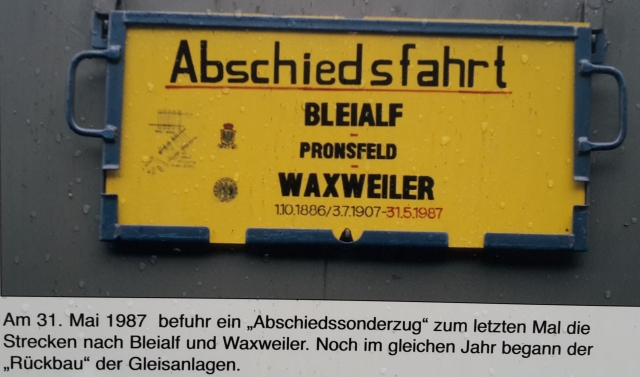 Abschiedsfahrt
BLEIALF
-
PRONSFELD
-
WAXWEILER
1.10.1886/3.7.1907-31.5.1987
Am 31. Mai 1987 befuhr ein „Abschiedssonderzug“ zum letzten Mal die
Strecken nach Bleialf und Waxweiler. Noch im gleichen Jahr begann der
„Rückbau“ der Gleisanlagen.